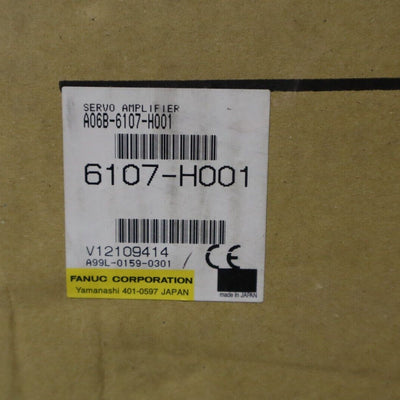 SERVO AMPLIFIER
A06B-6107-H001
6107-H001
V12109414
A99L-0159-0301 /
CE
FANUC CORPORATION
Yamanashi 401-0597 JAPAN
made in JAPAN